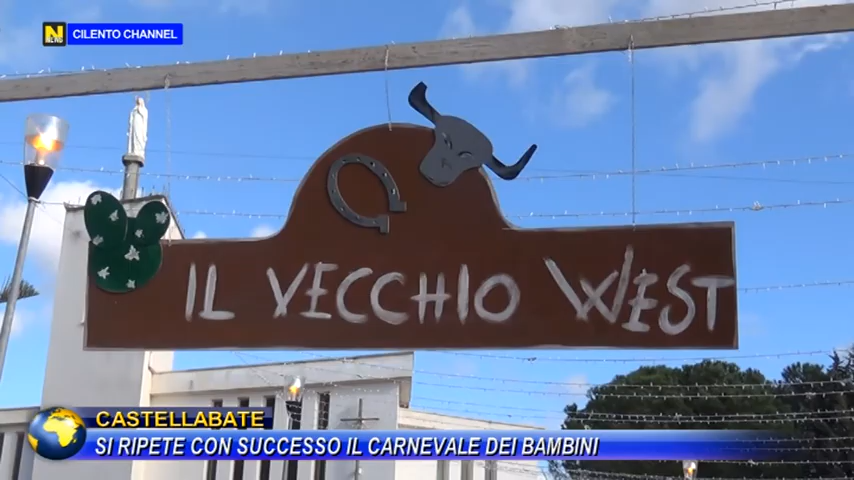 CILENTO CHANNEL
IL VECCHIO WEST
CASTELLABATE
SI RIPETE CON SUCCESSO IL CARNEVALE DEI BAMBINI